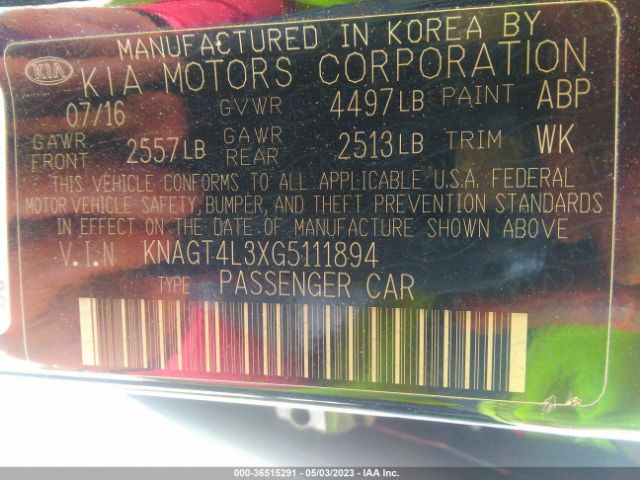 MANUFACTURED IN KOREA BY
KIA KIA MOTORS CORPORATION
07/16 GVWR 4497LB PAINT ABP
GAWR FRONT 2557LB GAWR REAR 2513LB TRIM WK
THIS VEHICLE CONFORMS TO ALL APPLICABLE U.S.A. FEDERAL
MOTOR VEHICLE SAFETY, BUMPER, AND THEFT PREVENTION STANDARDS
IN EFFECT ON THE DATE OF MANUFACTURE SHOWN ABOVE
V.I.N KNAGT4L3XG5111894
TYPE PASSENGER CAR
000-36515291 - 05/03/2023 - IAA Inc.